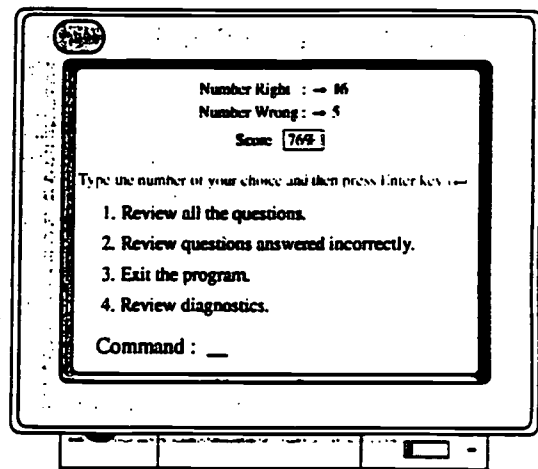 Number Right : → 16
Number Wrong : → 5
Score 76%
Type the number of your choice and then press Enter key
1. Review all the questions.
2. Review questions answered incorrectly.
3. Exit the program.
4. Review diagnostics.
Command : __